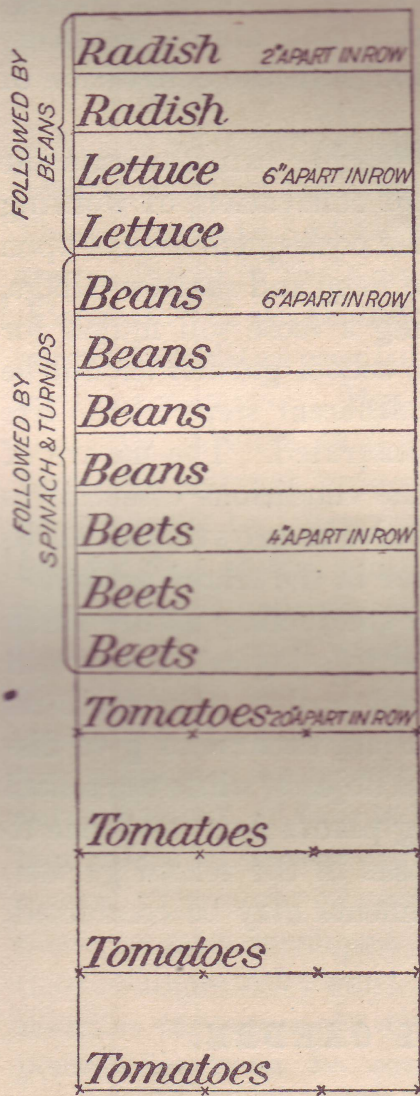 FOLLOWED BY
BEANS
Radish 2"APART IN ROW
Radish
Lettuce 6"APART IN ROW
Lettuce
FOLLOWED BY
SPINACH & TURNIPS
Beans 6"APART IN ROW
Beans
Beans
Beans
Beets 4"APART IN ROW
Beets
Beets
Tomatoes 20"APART IN ROW
Tomatoes
Tomatoes
Tomatoes